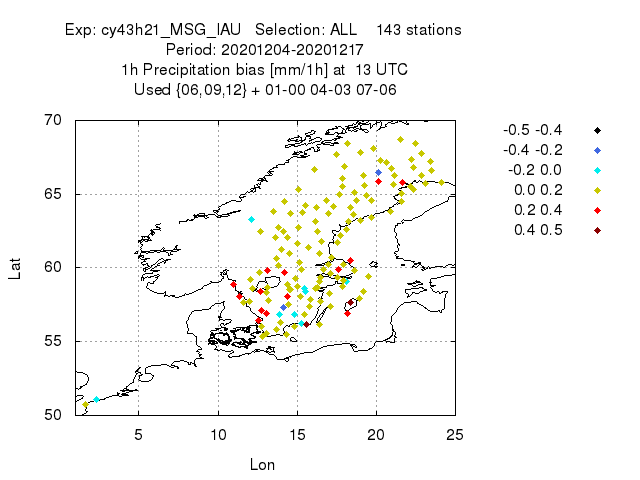 Exp: cy43h21_MSG_IAU   Selection: ALL    143 stations
Period: 20201204-20201217
1h Precipitation bias [mm/1h] at  13 UTC
Used {06,09,12} + 01-00 04-03 07-06
70
65
60
55
50
Lat
5
10
15
20
25
Lon
-0.5 -0.4
-0.4 -0.2
-0.2 0.0
0.0 0.2
0.2 0.4
0.4 0.5